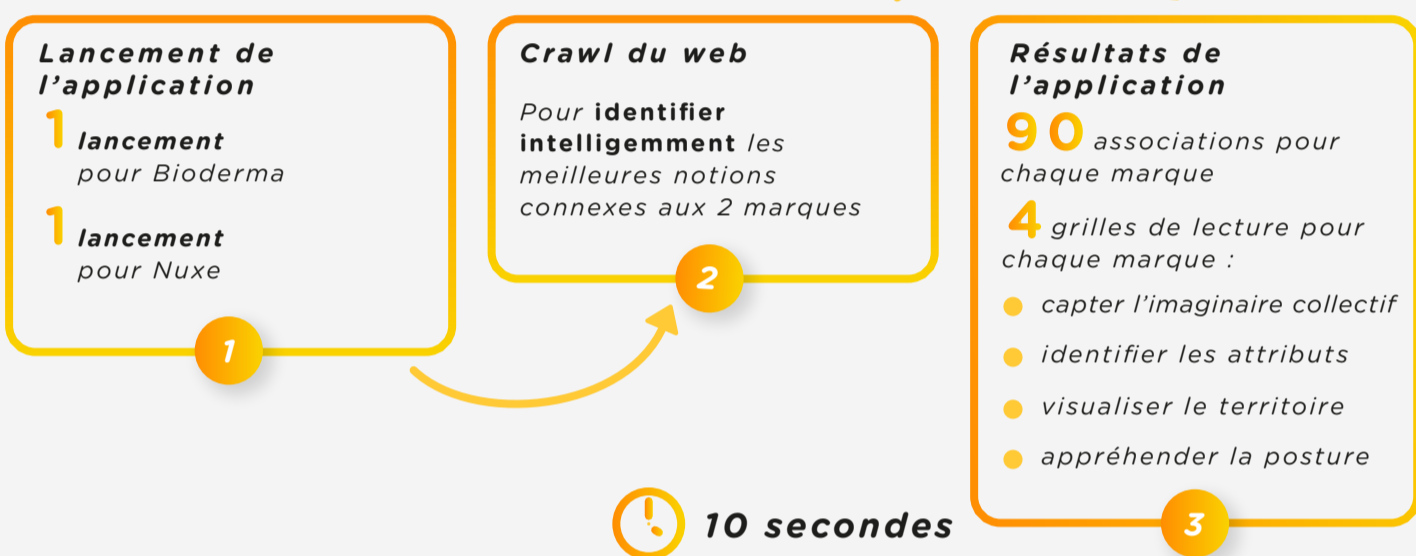 Lancement de
l'application
1 lancement
pour Bioderma
1 lancement
pour Nuxe
1
Crawl du web
Pour identifier
intelligemment les
meilleures notions
connexes aux 2 marques
2
Résultats de
l'application
90 associations pour
chaque marque
4 grilles de lecture pour
chaque marque :
capter l'imaginaire collectif
identifier les attributs
visualiser le territoire
appréhender la posture
3
10 secondes